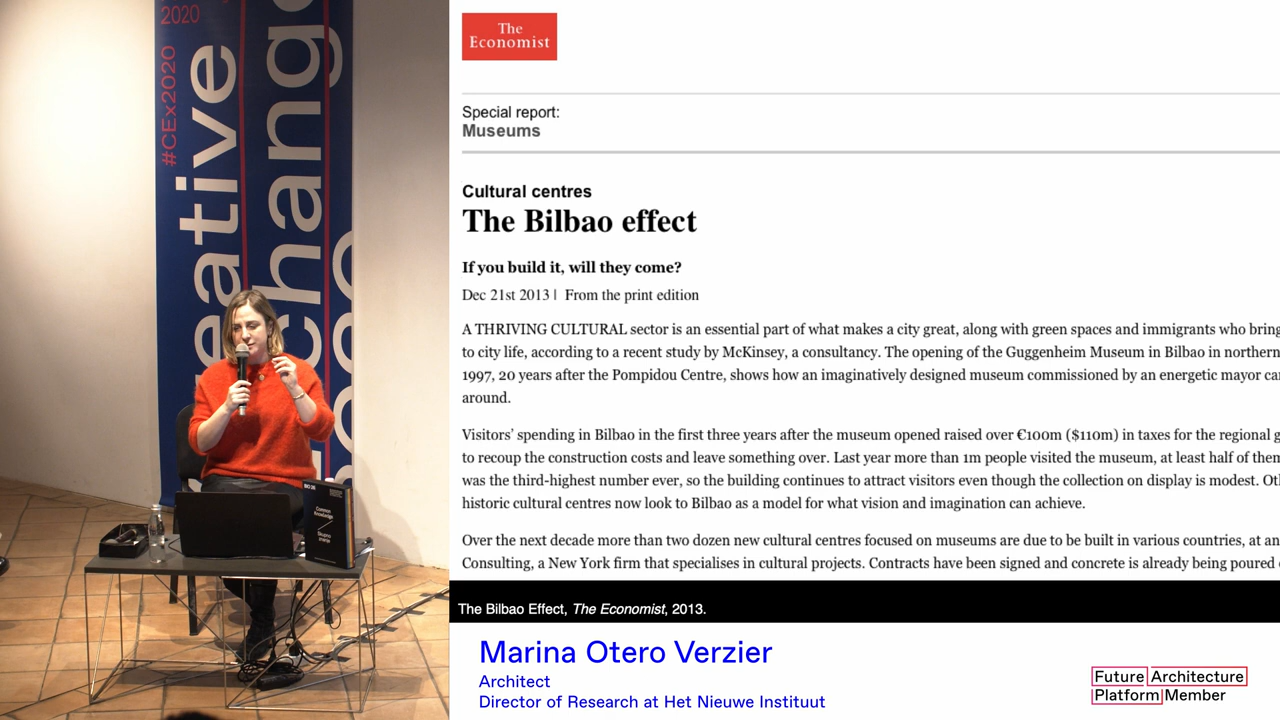 2020
#CEx2020
eative
chang
The
Economist
Special report:
Museums
Cultural centres
The Bilbao effect
If you build it, will they come?
Dec 21st 2013 | From the print edition
A THRIVING CULTURAL sector is an essential part of what makes a city great, along with green spaces and immigrants who bring
to city life, according to a recent study by McKinsey, a consultancy. The opening of the Guggenheim Museum in Bilbao in northern
1997, 20 years after the Pompidou Centre, shows how an imaginatively designed museum commissioned by an energetic mayor ca
around.
Visitors’ spending in Bilbao in the first three years after the museum opened raised over €100m ($110m) in taxes for the regional g
to recoup the construction costs and leave something over. Last year more than 1m people visited the museum, at least half of them
was the third-highest number ever, so the building continues to attract visitors even though the collection on display is modest. Ot
historic cultural centres now look to Bilbao as a model for what vision and imagination can achieve.
Over the next decade more than two dozen new cultural centres focused on museums are due to be built in various countries, at an
Consulting, a New York firm that specialises in cultural projects. Contracts have been signed and concrete is already being poured
The Bilbao Effect, The Economist, 2013.
Marina Otero Verzier
Architect
Director of Research at Het Nieuwe Instituut
Future Architecture
Platform Member
BIO 26
Common
Knowledge
Skupno
znanje